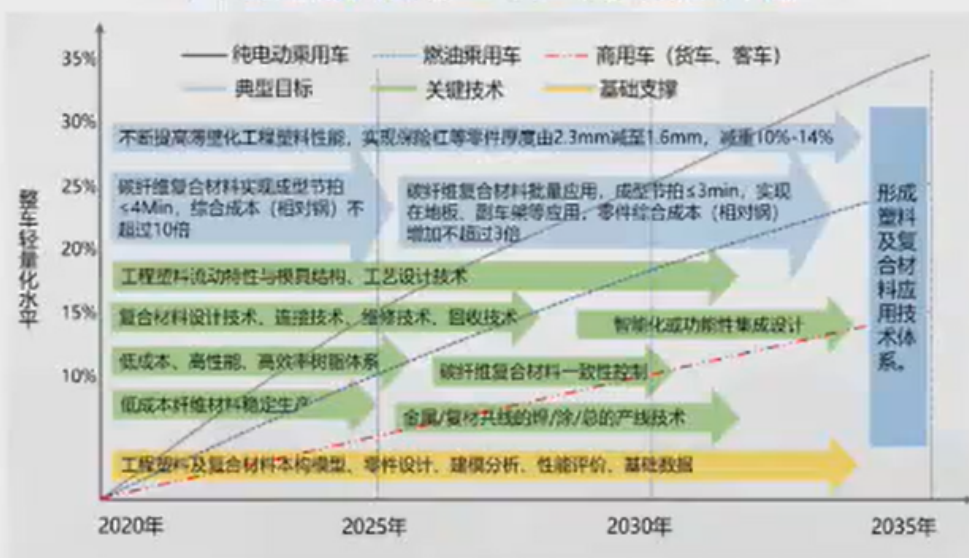 纯电动乘用车
燃油乘用车
商用车（货车、客车）
典型目标
关键技术
基础支撑
35%
30%
25%
20%
15%
10%
整车轻量化水平
不断提高薄壁化工程塑料性能，实现保险杠等零件厚度由2.3mm减至1.6mm，减重10%-14%
碳纤维复合材料实现成型节拍
≤4Min，综合成本（相对钢）不
超过10倍
碳纤维复合材料批量应用，成型节拍≤3min，实现
在地板、副车架等应用，零件综合成本（相对钢）
增加不超过3倍
工程塑料流动特性与模具结构、工艺设计技术
复合材料设计技术、连接技术、维修技术、回收技术
智能化或功能性集成设计
低成本、高性能、高效率树脂体系
碳纤维复合材料一致性控制
低成本纤维材料稳定生产
金属/复材共线的焊/涂/总的产线技术
工程塑料及复合材料本构模型、零件设计、建模分析、性能评价、基础数据
形成
塑料
及复
合材
料应
用技
术体
系。
2020年
2025年
2030年
2035年